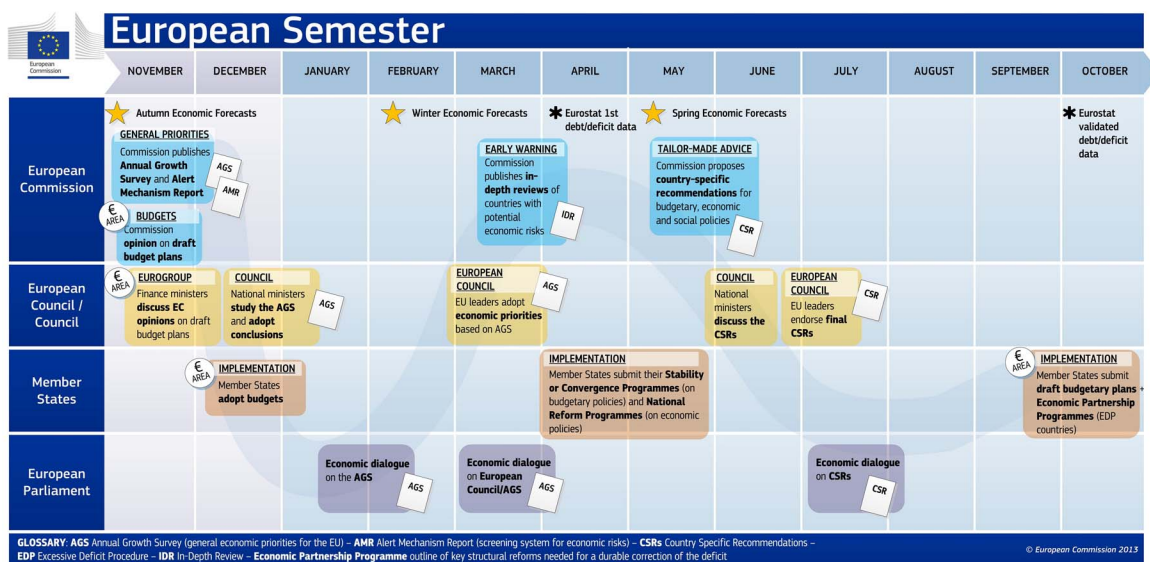 European Semester
European
Commission
NOVEMBER DECEMBER JANUARY FEBRUARY MARCH APRIL MAY JUNE JULY AUGUST SEPTEMBER OCTOBER
European
Commission
Autumn Economic Forecasts
GENERAL PRIORITIES
Commission publishes
Annual Growth
Survey and Alert
Mechanism Report
AGS
AMR
€
AREA
BUDGETS
Commission
opinion on draft
budget plans
Winter Economic Forecasts
EARLY WARNING
Commission
publishes in-
depth reviews of
countries with
potential
economic risks
IDR
Eurostat 1st
debt/deficit data
Spring Economic Forecasts
TAILOR-MADE ADVICE
Commission proposes
country-specific
recommendations for
budgetary, economic
and social policies
CSR
Eurostat
validated
debt/deficit
data
European
Council /
Council
€
AREA
EUROGROUP
Finance ministers
discuss EC
opinions on draft
budget plans
COUNCIL
National ministers
study the AGS
and adopt
conclusions
AGS
EUROPEAN
COUNCIL
EU leaders adopt
economic priorities
based on AGS
AGS
COUNCIL
National
ministers
discuss the
CSRs
EUROPEAN
COUNCIL
EU leaders
endorse final
CSRs
CSR
Member
States
€
AREA
IMPLEMENTATION
Member States
adopt budgets
IMPLEMENTATION
Member States submit their Stability
or Convergence Programmes (on
budgetary policies) and National
Reform Programmes (on economic
policies)
€
AREA
IMPLEMENTATION
Member States submit
draft budgetary plans +
Economic Partnership
Programmes (EDP
countries)
European
Parliament
Economic dialogue
on the AGS
AGS
Economic dialogue
on European
Council/AGS
AGS
Economic dialogue
on CSRs
CSR
GLOSSARY: AGS Annual Growth Survey (general economic priorities for the EU) – AMR Alert Mechanism Report (screening system for economic risks) – CSRs Country Specific Recommendations –
EDP Excessive Deficit Procedure – IDR In-Depth Review – Economic Partnership Programme outline of key structural reforms needed for a durable correction of the deficit
© European Commission 2013